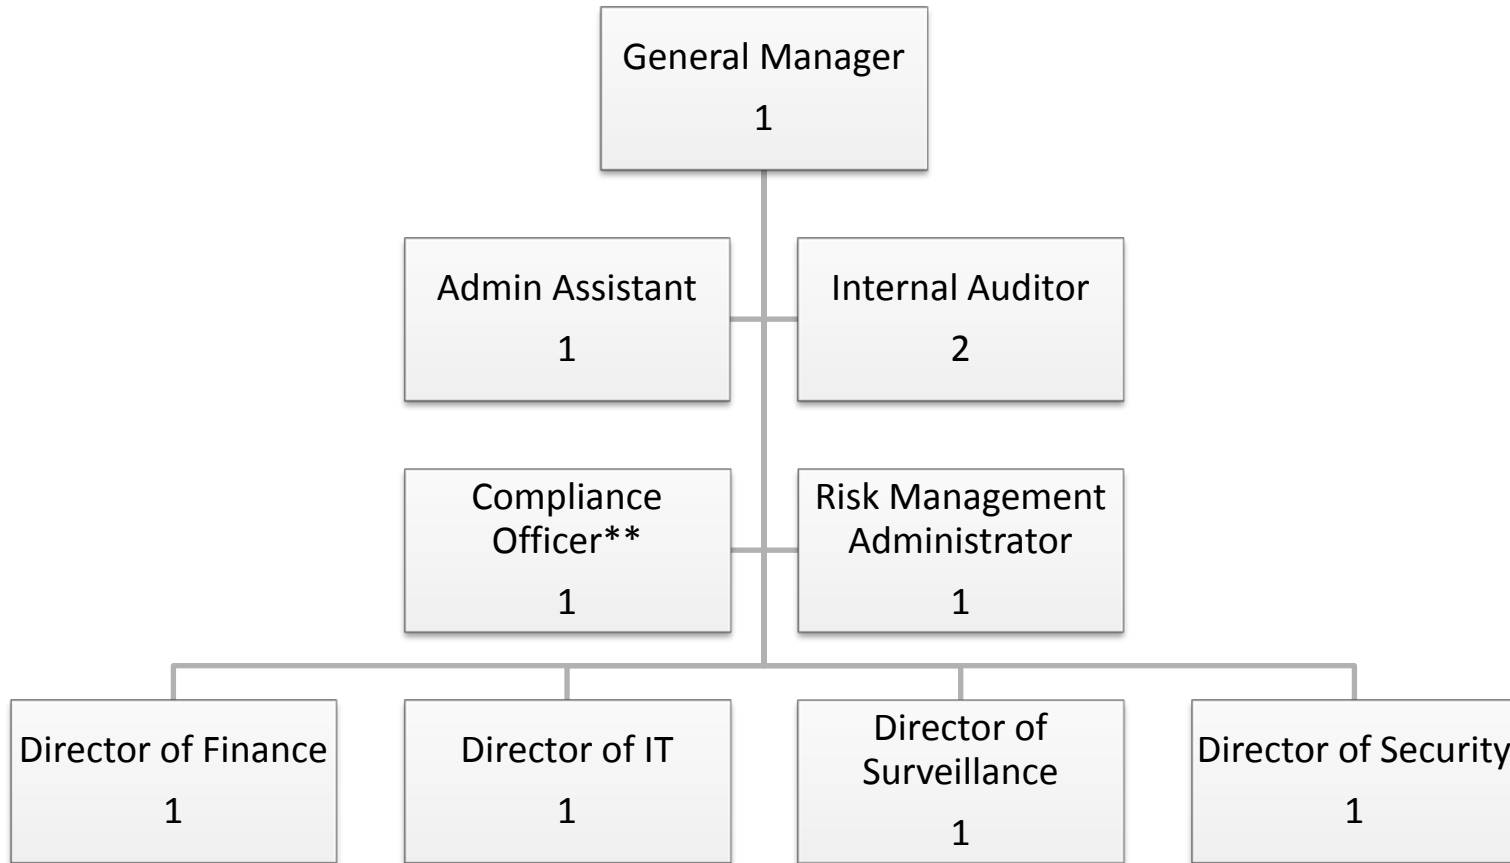 General Manager
1
Admin Assistant
1
Internal Auditor
2
Compliance
Officer**
1
Risk Management
Administrator
1
Director of Finance
1
Director of IT
1
Director of
Surveillance
1
Director of Security
1